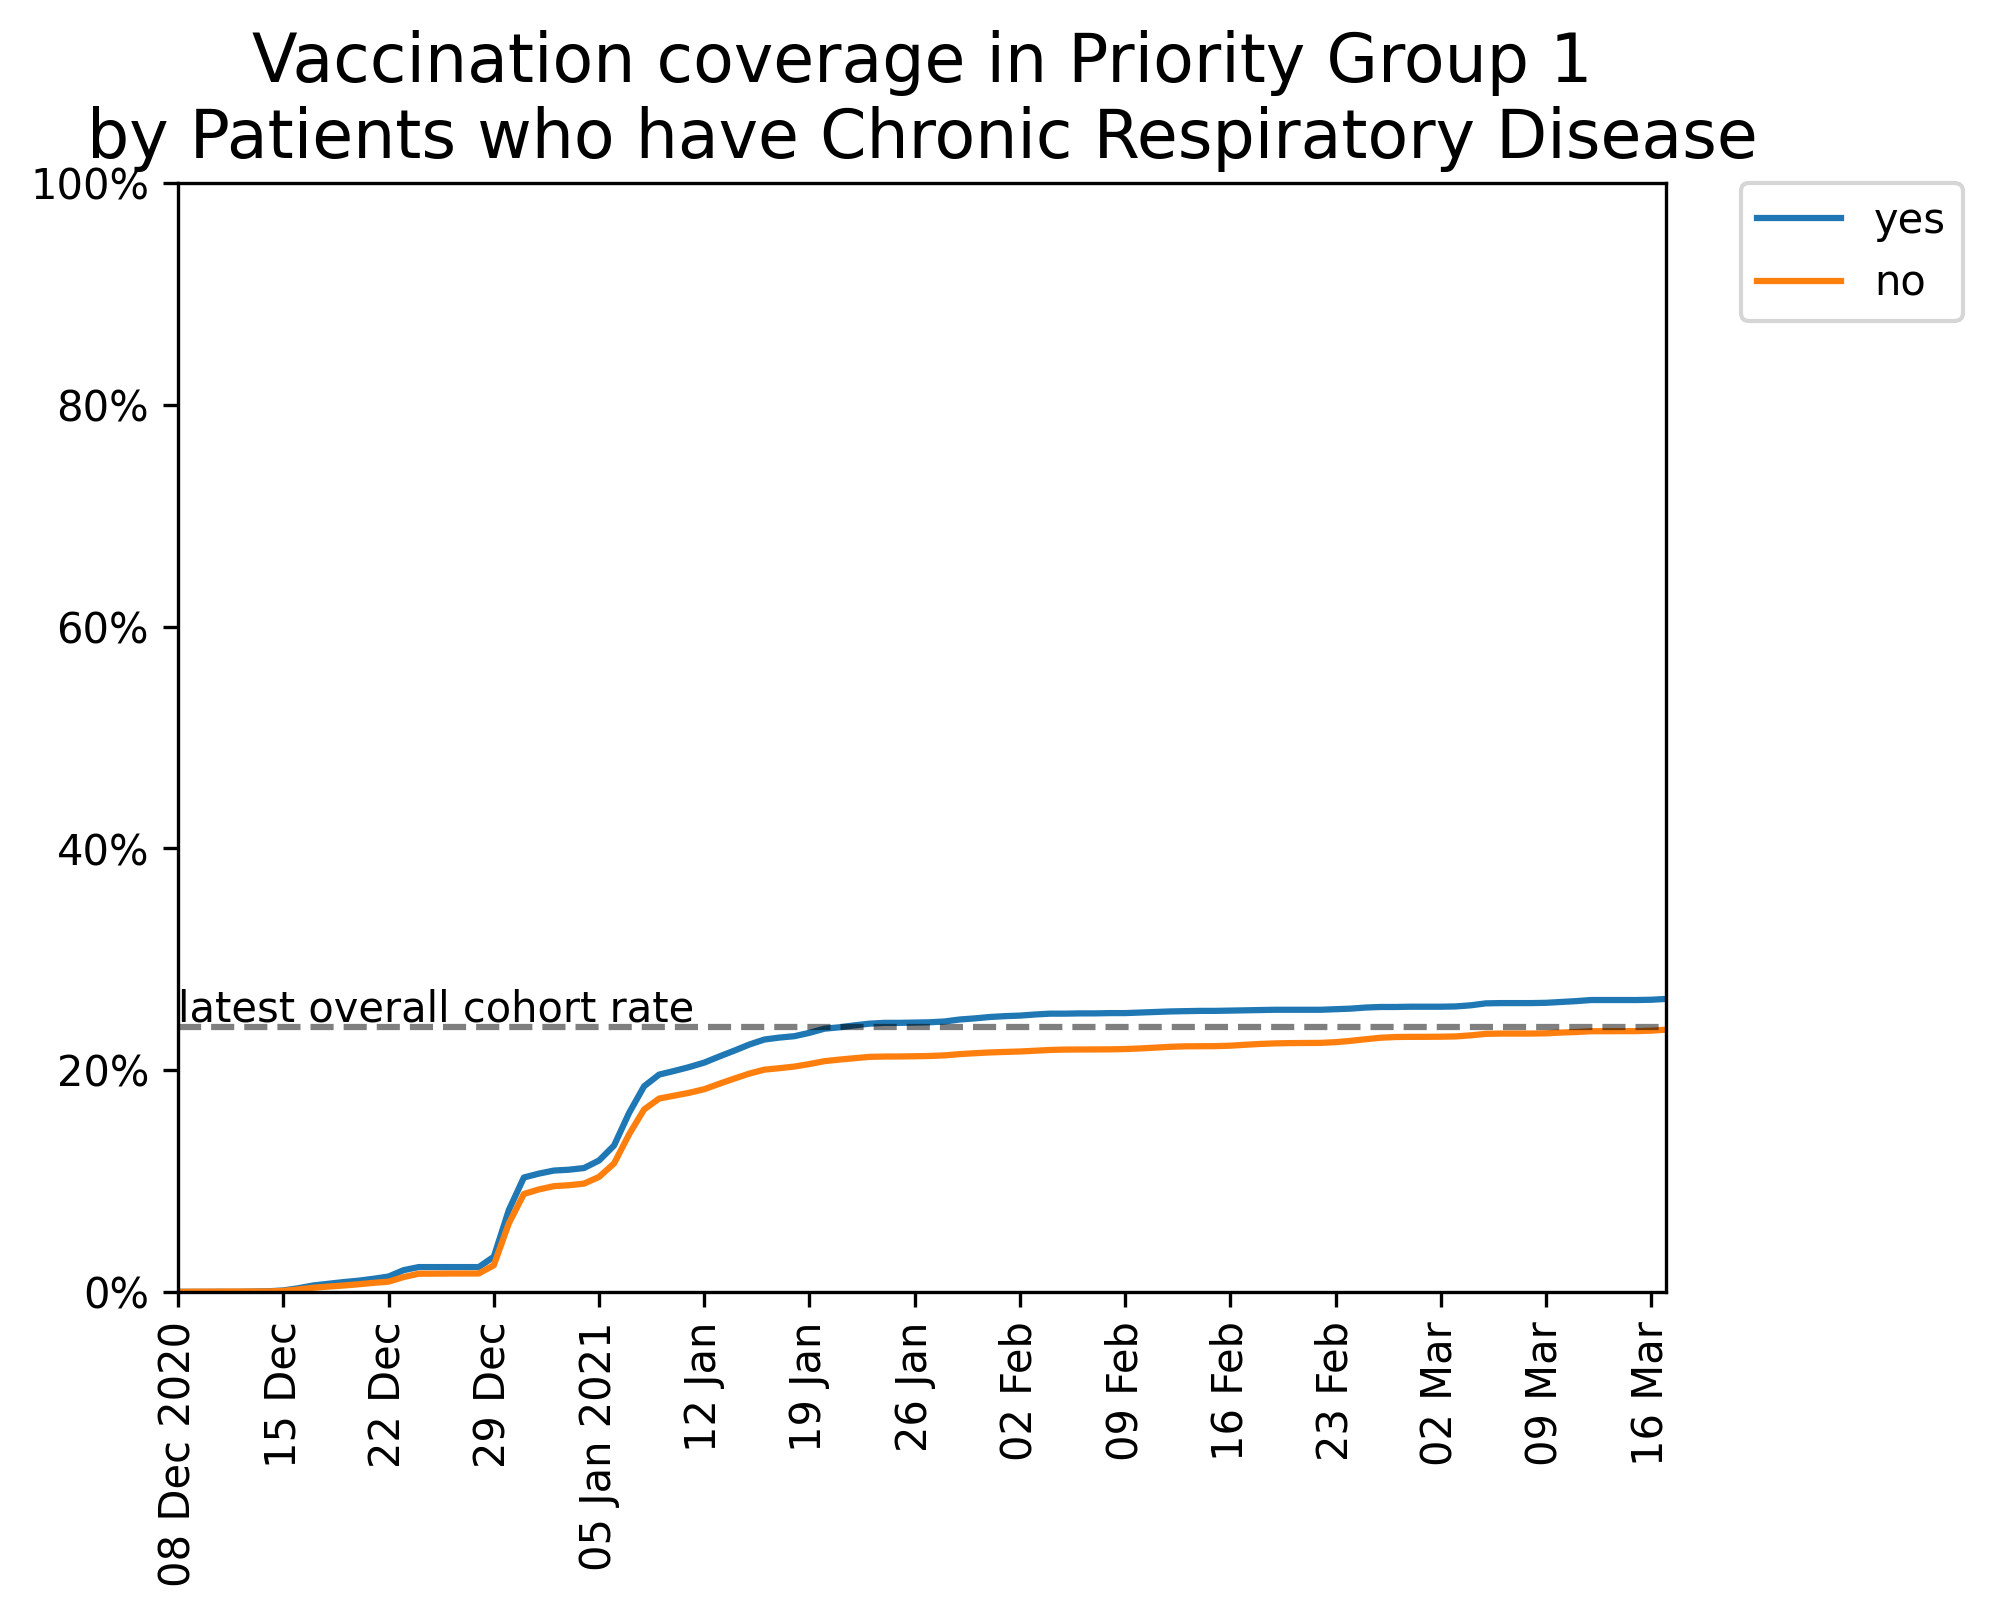 Vaccination coverage in Priority Group 1
by Patients who have Chronic Respiratory Disease
100%
80%
60%
40%
20%
0%
latest overall cohort rate
yes
no
08 Dec 2020
15 Dec
22 Dec
29 Dec
05 Jan 2021
12 Jan
19 Jan
26 Jan
02 Feb
09 Feb
16 Feb
23 Feb
02 Mar
09 Mar
16 Mar